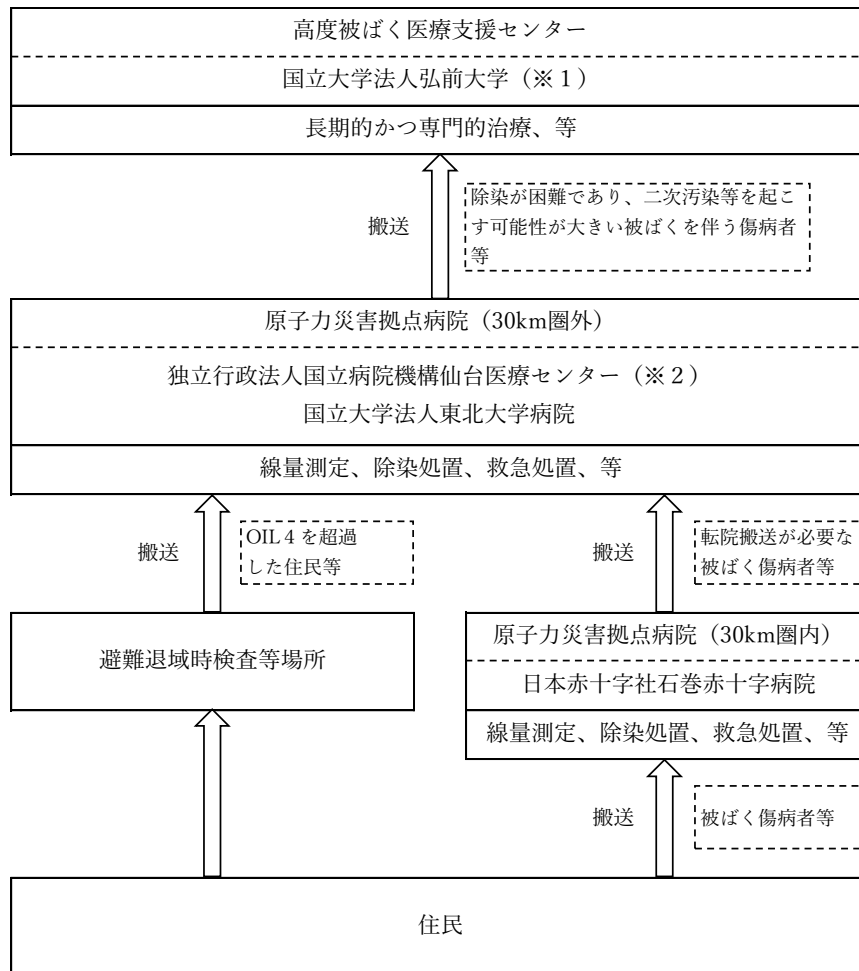 高度被ばく医療支援センター
国立大学法人弘前大学（※１）
長期的かつ専門的治療、等
搬送
除染が困難であり、二次汚染等を起こ
す可能性が大きい被ばくを伴う傷病者
等
原子力災害拠点病院（30km圏外）
独立行政法人国立病院機構仙台医療センター（※２）
国立大学法人東北大学病院
線量測定、除染処置、救急処置、等
搬送
OIL４を超過
した住民等
搬送
転院搬送が必要な
被ばく傷病者等
避難退域時検査等場所
原子力災害拠点病院（30km圏内）
日本赤十字社石巻赤十字病院
線量測定、除染処置、救急処置、等
搬送
被ばく傷病者等
住民